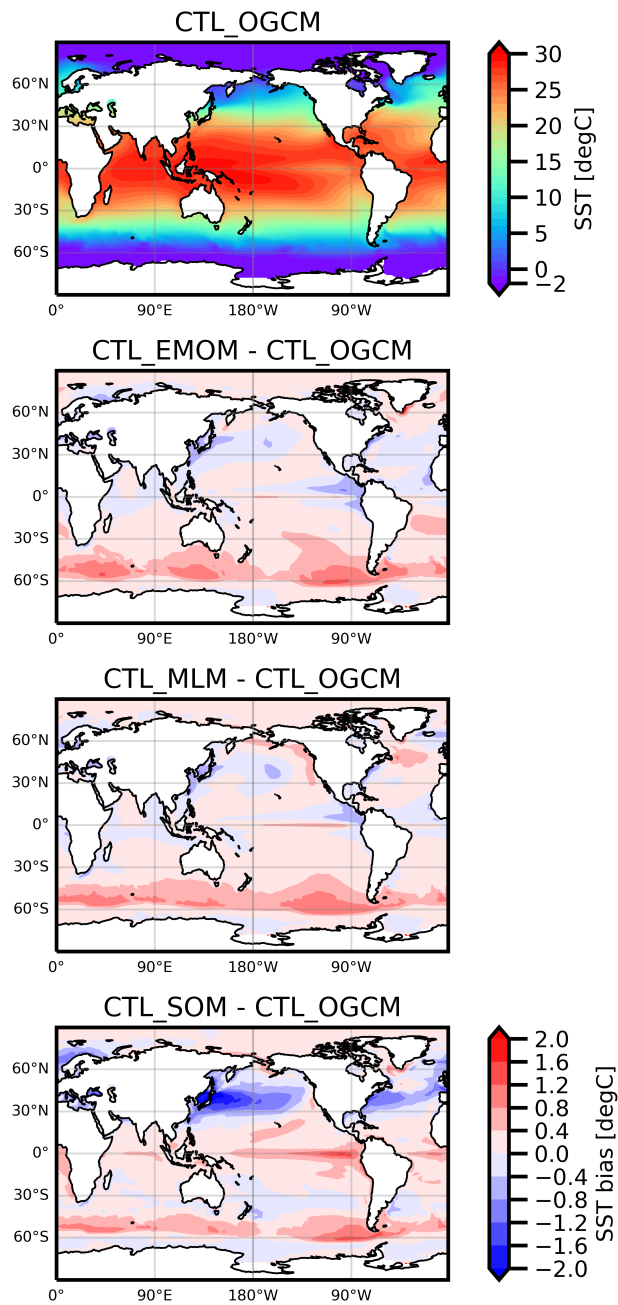 CTL_OGCM
60°N
30°N
0°
30°S
60°S
0°
90°E
180°W
90°W
30
25
20
15
10
5
0
−2
SST [degC]
CTL_EMOM - CTL_OGCM
60°N
30°N
0°
30°S
60°S
0°
90°E
180°W
90°W
CTL_MLM - CTL_OGCM
60°N
30°N
0°
30°S
60°S
0°
90°E
180°W
90°W
CTL_SOM - CTL_OGCM
60°N
30°N
0°
30°S
60°S
0°
90°E
180°W
90°W
2.0
1.6
1.2
0.8
0.4
0.0
−0.4
−0.8
−1.2
−1.6
−2.0
SST bias [degC]